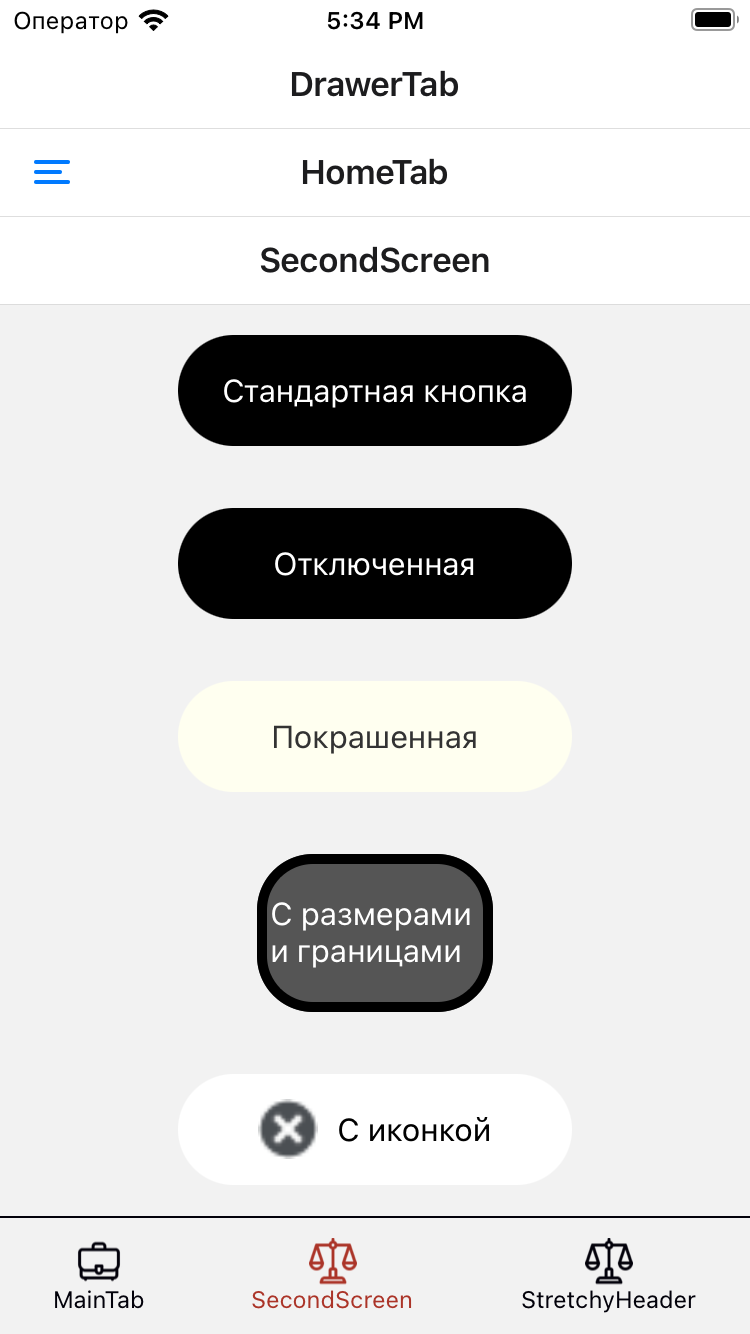 Оператор 5:34 PM
DrawerTab
HomeTab
SecondScreen
Стандартная кнопка
Отключенная
Покрашенная
С размерами
и границами
С иконкой
MainTab SecondScreen StretchyHeader